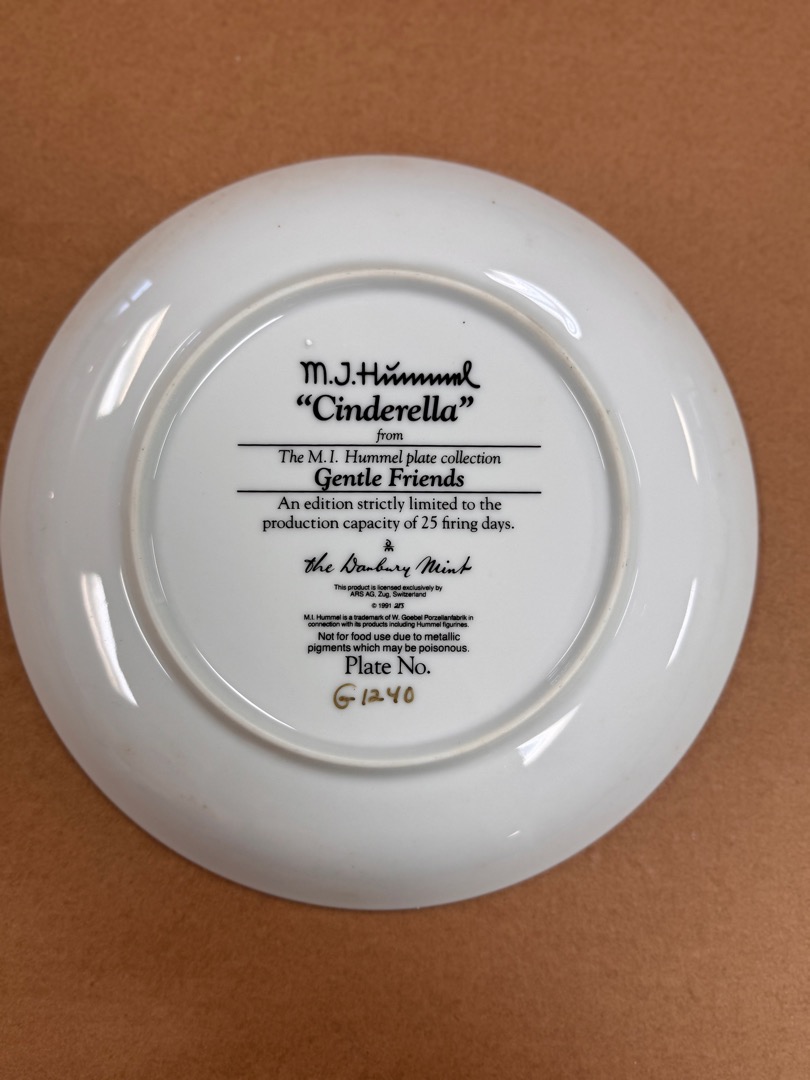 M.J.Hummel
“Cinderella”
from
The M.I. Hummel plate collection
Gentle Friends
An edition strictly limited to the
production capacity of 25 firing days.
The Danbury Mint
This product is licensed exclusively by
ARS AG, Zug, Switzerland
© 1991
M.I. Hummel is a trademark of W. Goebel Porzellanfabrik in
connection with its products including Hummel figurines.
Not for food use due to metallic
pigments which may be poisonous.
Plate No.
G1240